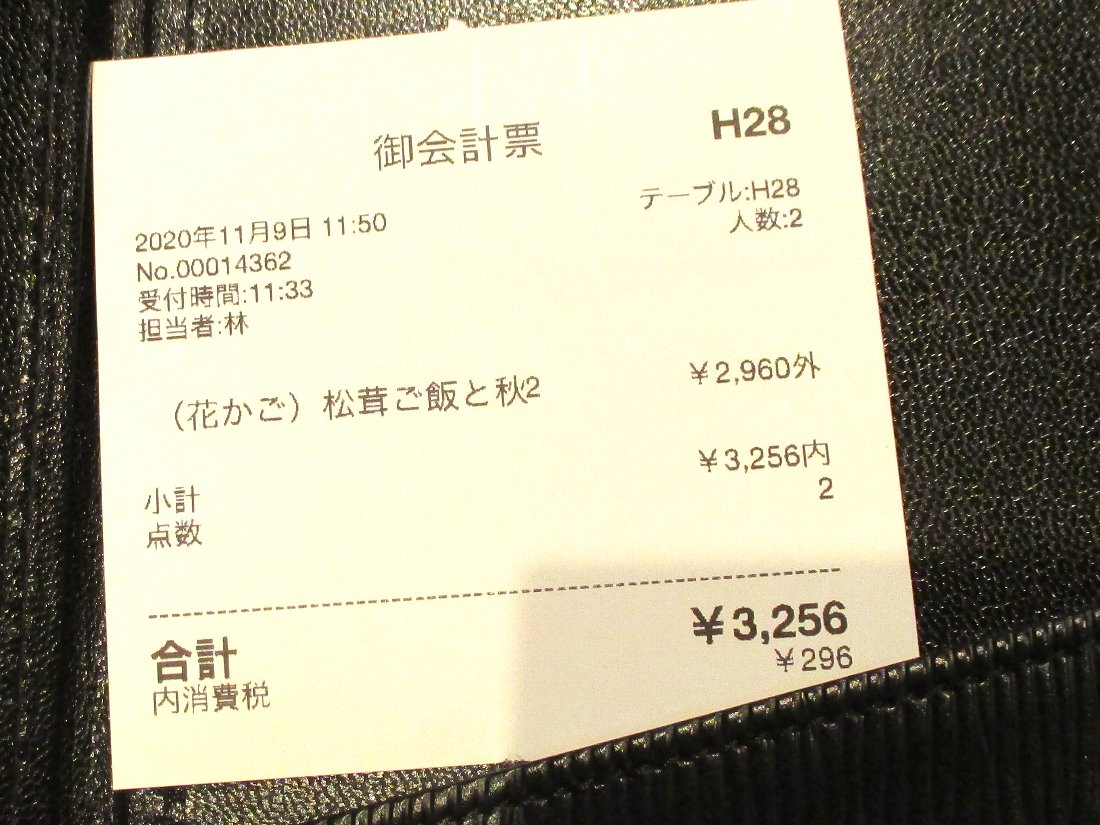 御会計票 H28
テーブル:H28
人数:2
2020年11月9日 11:50
No.00014362
受付時間:11:33
担当者:林
（花かご）松茸ご飯と秋2 ¥2,960外
小計 ¥3,256内
点数 2
合計 ¥3,256
内消費税 ¥296